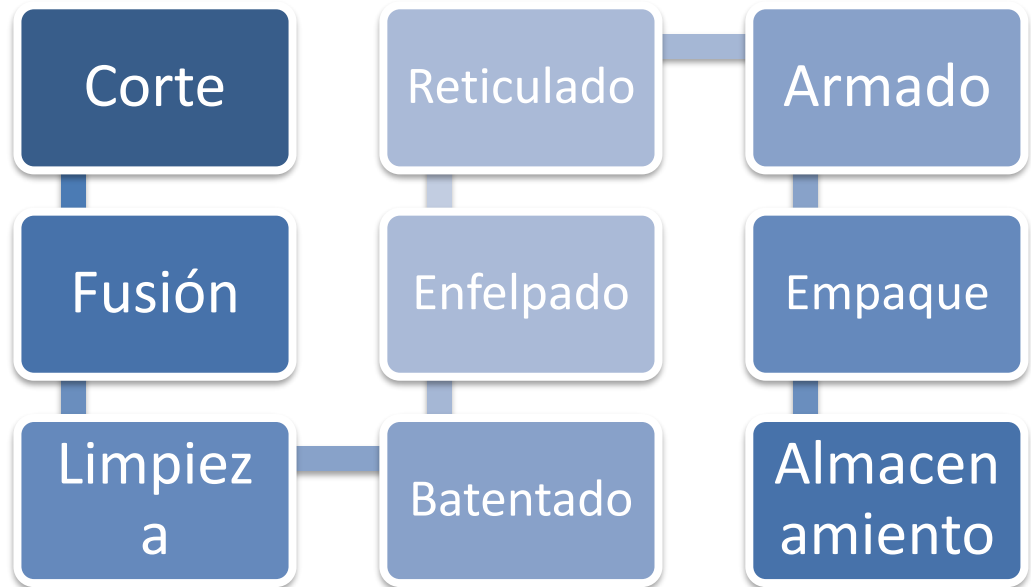 Corte
Fusión
Limpiez
a
Batentado
Enfelpado
Reticulado
Armado
Empaque
Almacen
amiento